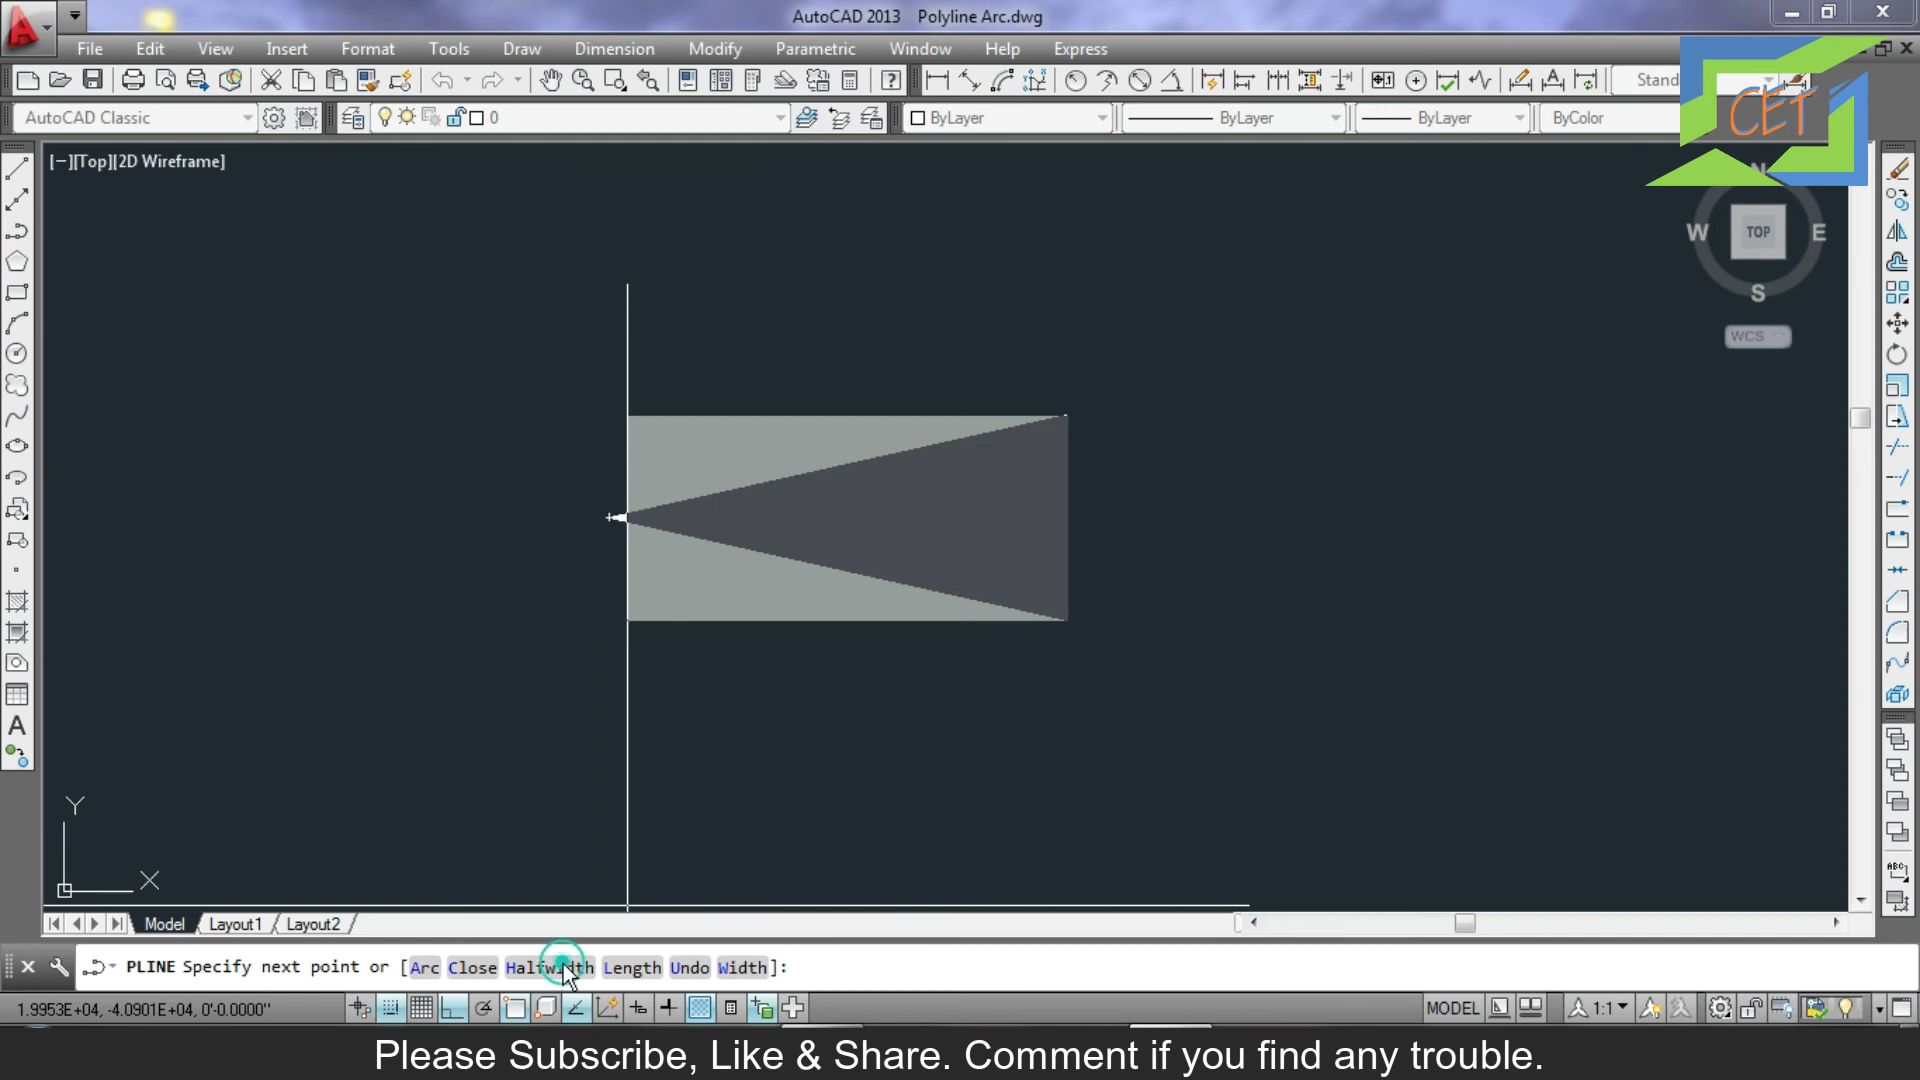 AutoCAD 2013 Polyline Arc.dwg
File Edit View Insert Format Tools Draw Dimension Modify Parametric Window Help Express
Stand
AutoCAD Classic 0 ByLayer ByLayer ByLayer ByColor
CET
[−][Top][2D Wireframe]
N
W TOP E
S
WCS
Y
X
Model Layout1 Layout2
PLINE Specify next point or [Arc Close Halfwidth Length Undo Width]:
1.9953E+04, -4.0901E+04, 0'-0.0000" MODEL 1:1
Please Subscribe, Like & Share. Comment if you find any trouble.